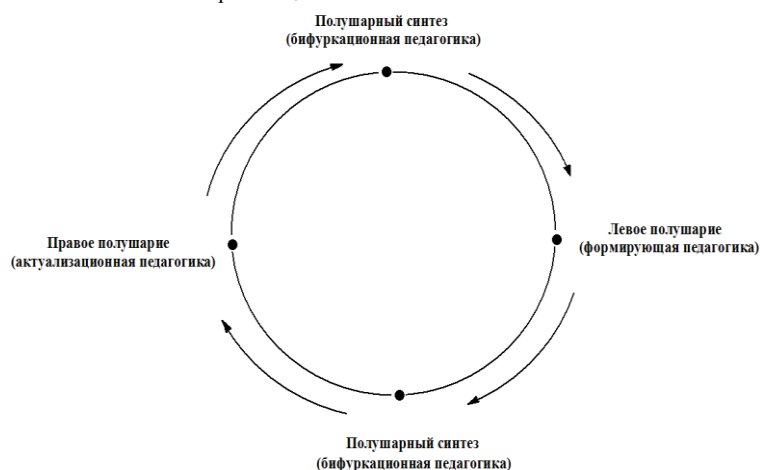 Полушарный синтез
(бифуркационная педагогика)
Правое полушарие
(актуализационная педагогика)
Левое полушарие
(формирующая педагогика)
Полушарный синтез
(бифуркационная педагогика)